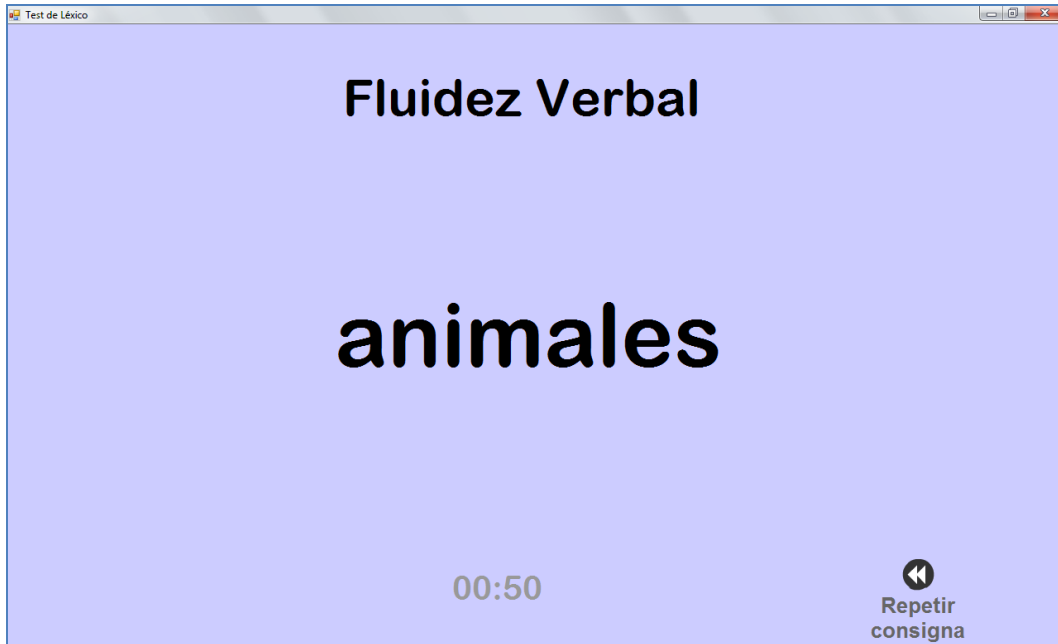 Test de Léxico
Fluidez Verbal
animales
00:50
Repetir
consigna